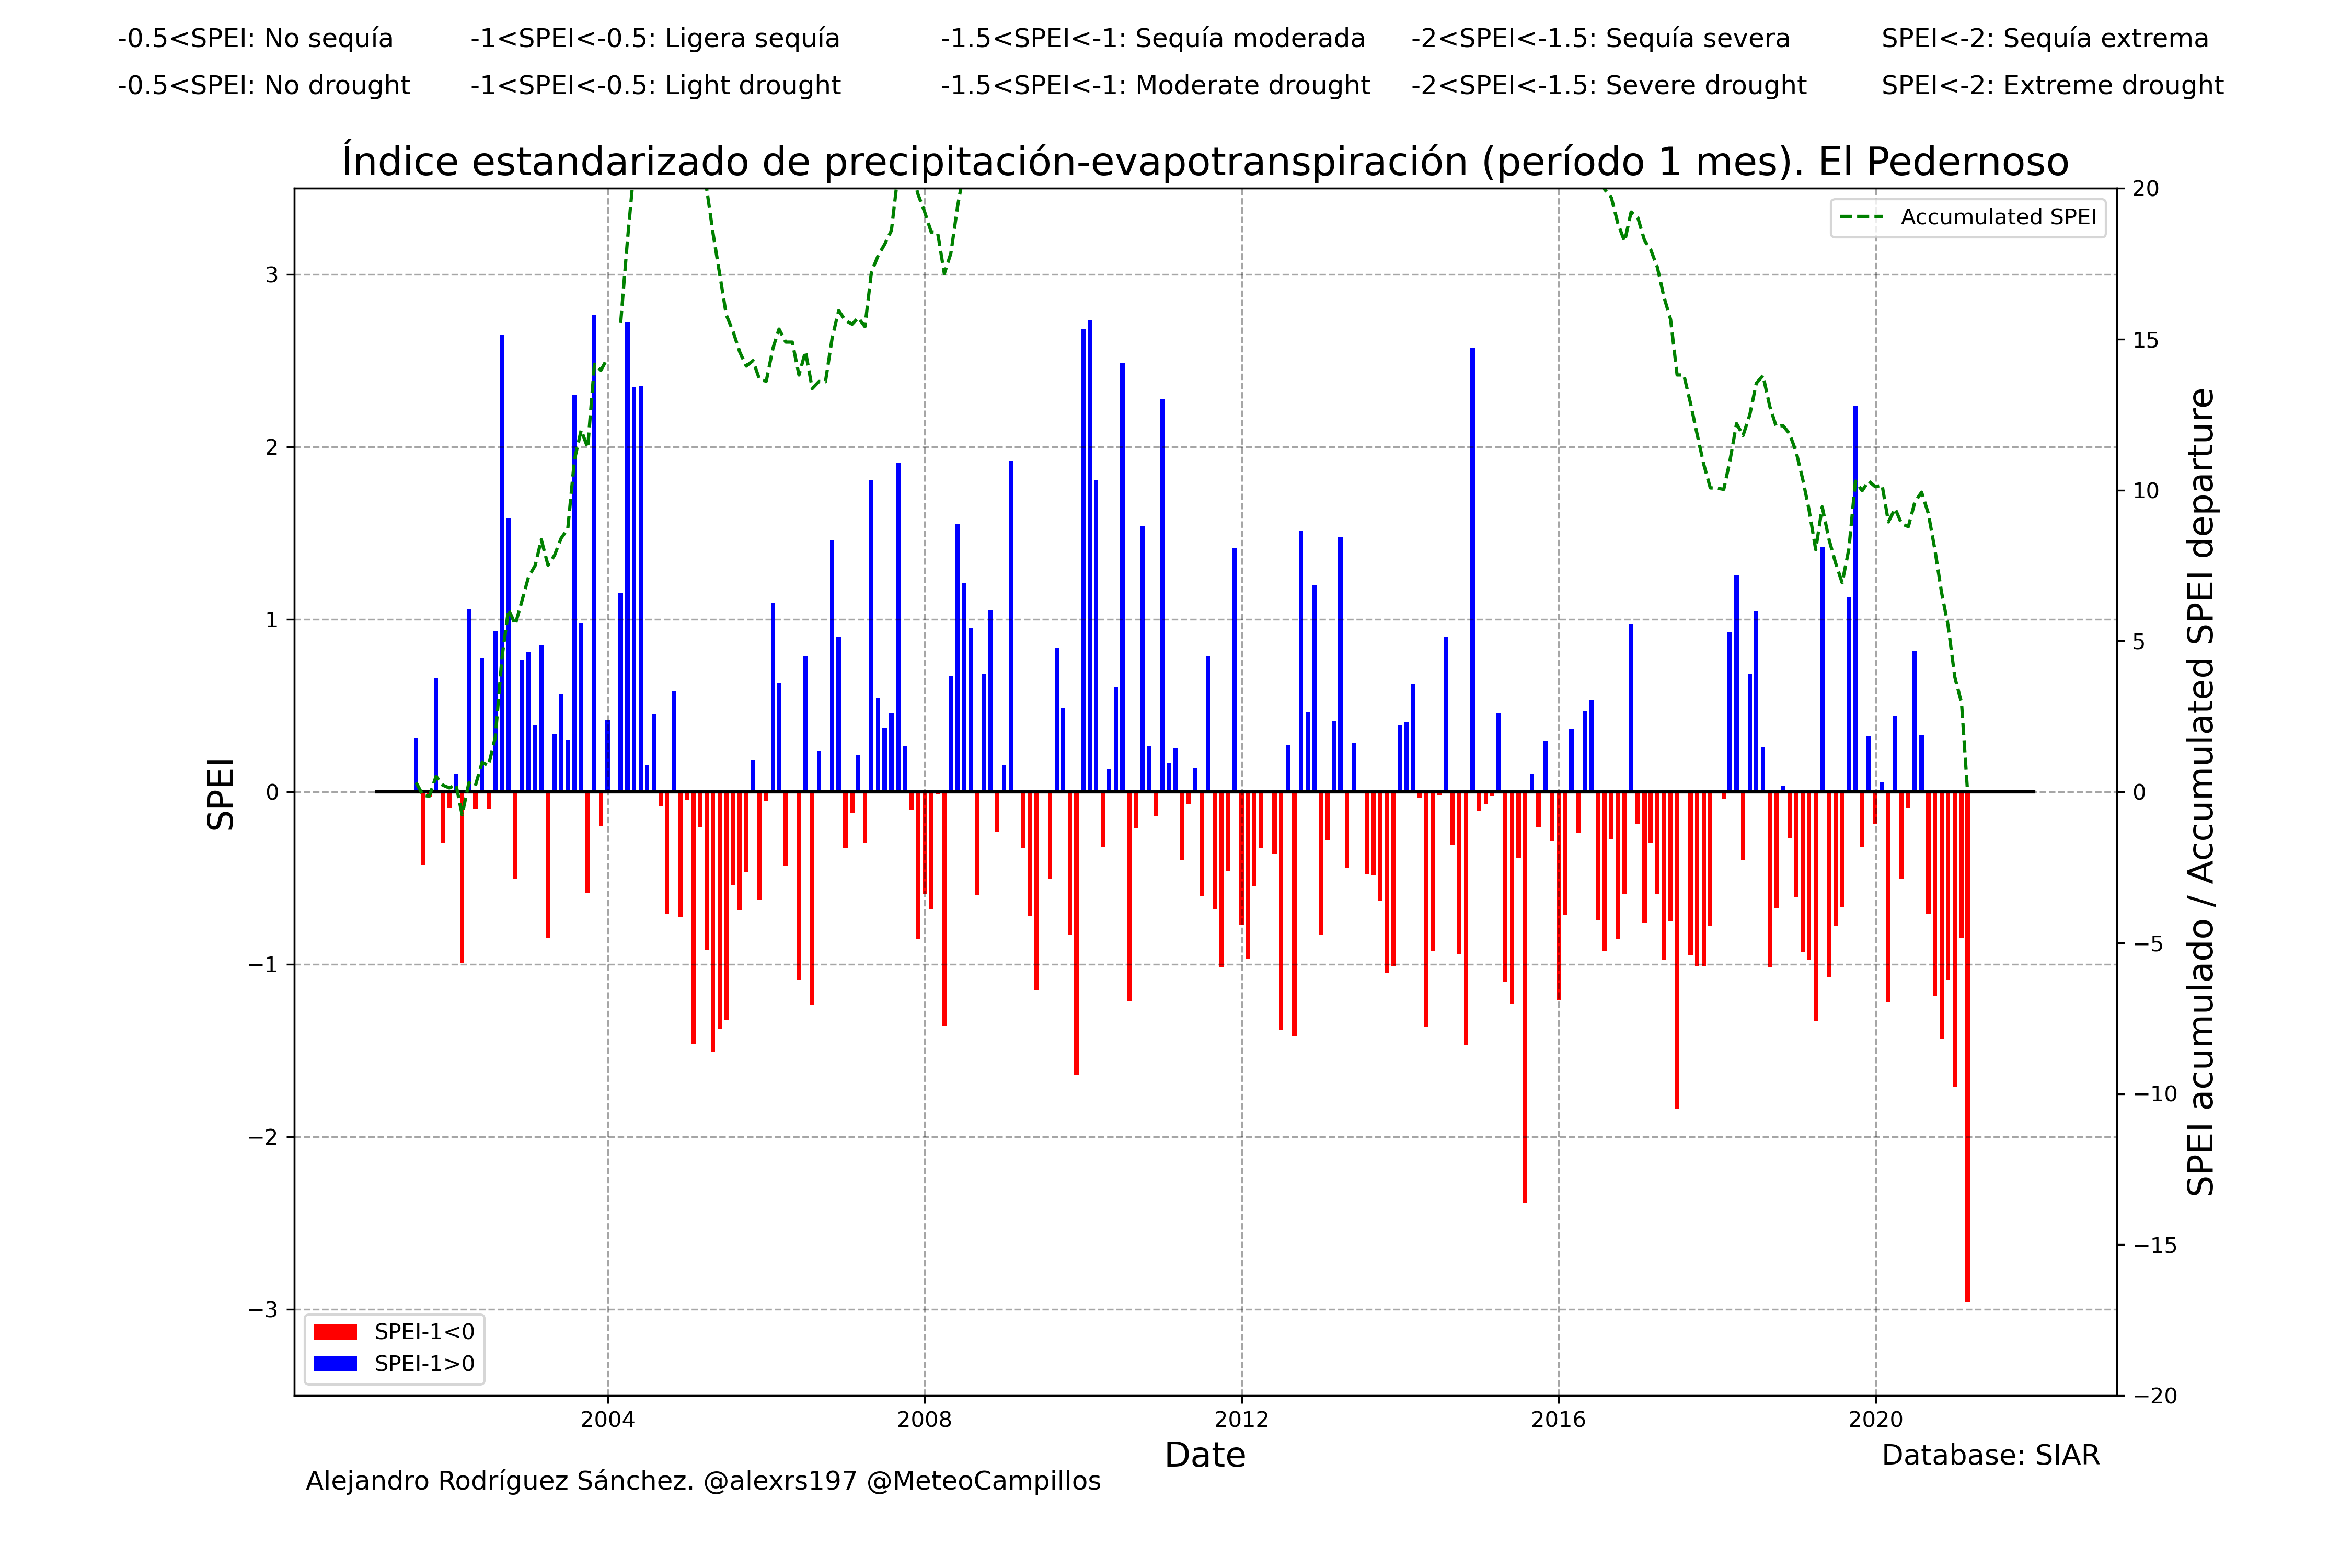 -0.5<SPEI: No sequía -1<SPEI<-0.5: Ligera sequía -1.5<SPEI<-1: Sequía moderada -2<SPEI<-1.5: Sequía severa SPEI<-2: Sequía extrema
-0.5<SPEI: No drought -1<SPEI<-0.5: Light drought -1.5<SPEI<-1: Moderate drought -2<SPEI<-1.5: Severe drought SPEI<-2: Extreme drought
Índice estandarizado de precipitación-evapotranspiración (período 1 mes). El Pedernoso
Accumulated SPEI
SPEI
3
2
1
0
−1
−2
−3
20
15
10
5
0
−5
−10
−15
−20
SPEI acumulado / Accumulated SPEI departure
SPEI-1<0
SPEI-1>0
2004 2008 2012 2016 2020
Date
Database: SIAR
Alejandro Rodríguez Sánchez. @alexrs197 @MeteoCampillos